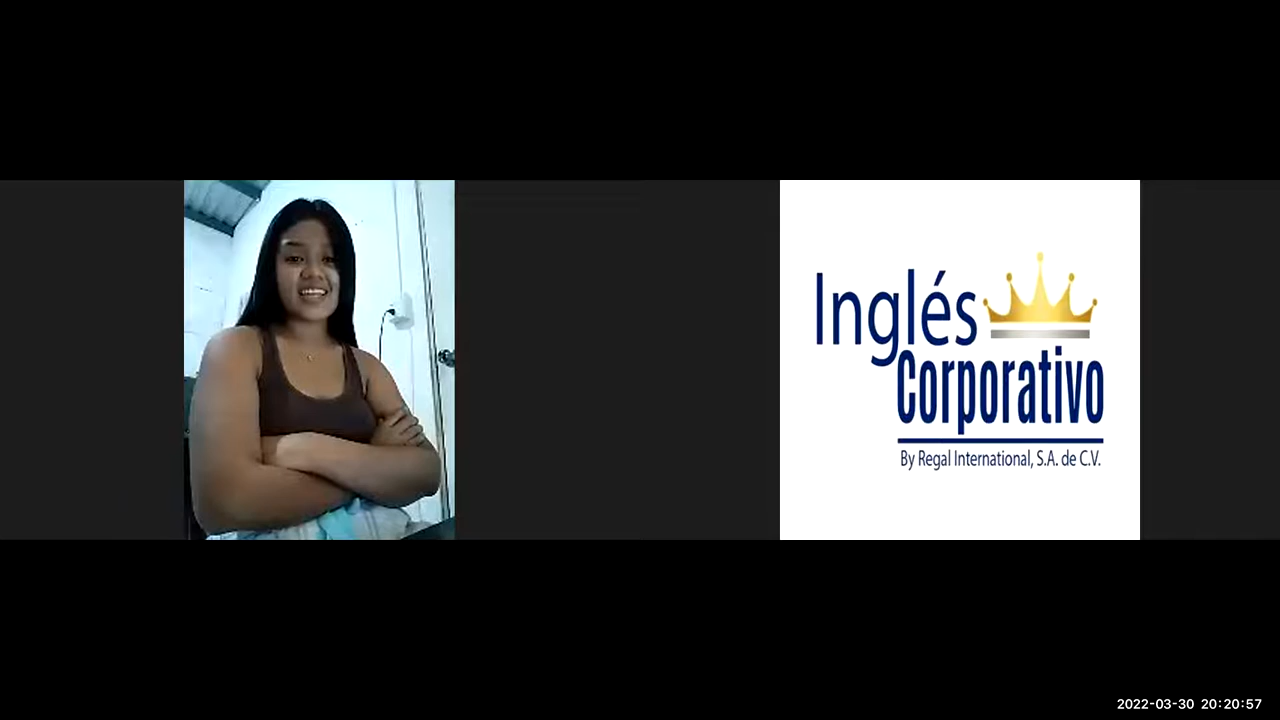 Inglés
Corporativo
By Regal International, S.A. de C.V.
2022-03-30 20:20:57